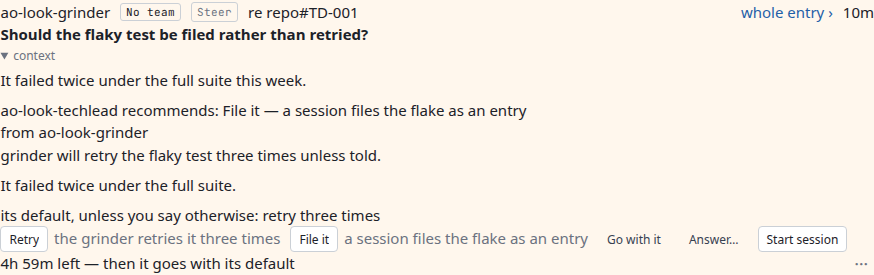 ao-look-grinder No team Steer re repo#TD-001 whole entry › 10m
Should the flaky test be filed rather than retried?
▼ context
It failed twice under the full suite this week.
ao-look-techlead recommends: File it — a session files the flake as an entry
from ao-look-grinder
grinder will retry the flaky test three times unless told.
It failed twice under the full suite.
its default, unless you say otherwise: retry three times
Retry the grinder retries it three times File it a session files the flake as an entry Go with it Answer... Start session
4h 59m left — then it goes with its default ...